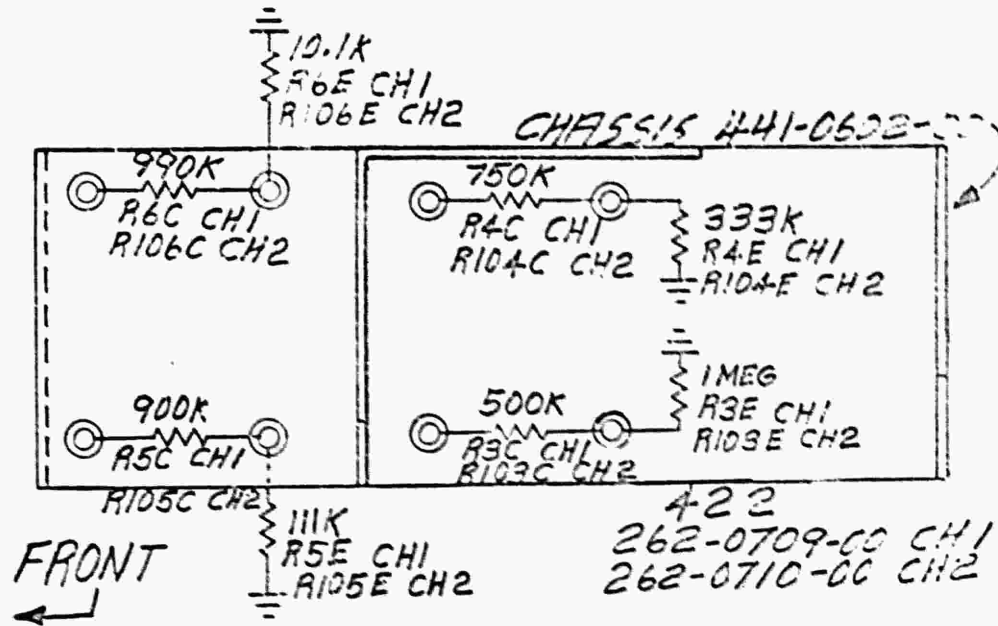 10.1K
R6E CH1
R106E CH2
CHASSIS 441-0602-
990K
R6C CH1
R106C CH2
750K
R4C CH1
R104C CH2
333K
R4E CH1
R104E CH2
1MEG
R3E CH1
R103E CH2
900K
R5C CH1
R105C CH2
500K
R3C CH1
R103C CH2
111K
R5E CH1
R105E CH2
422
262-0709-00 CH1
262-0710-00 CH2
FRONT